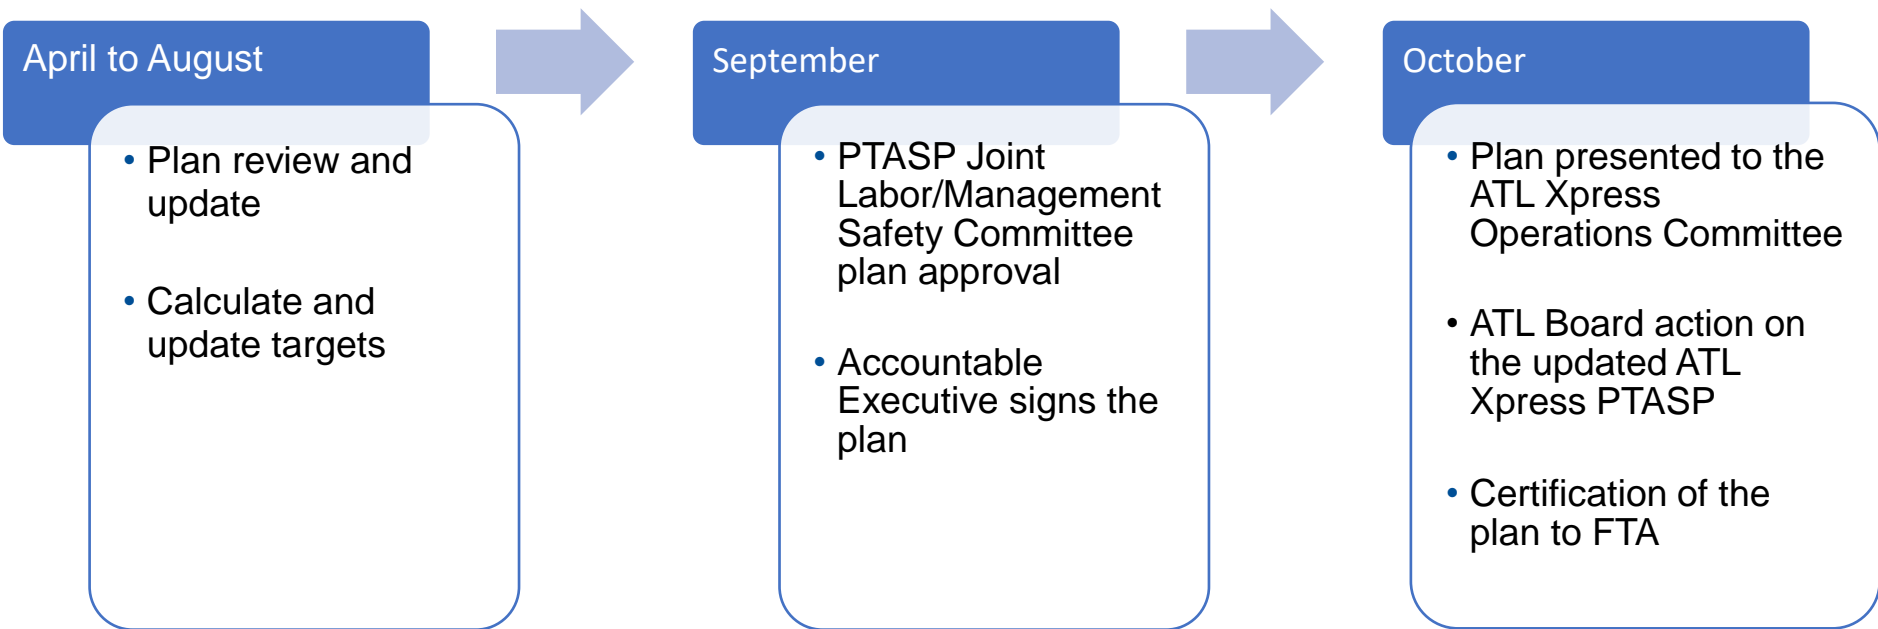 April to August
• Plan review and
update
• Calculate and
update targets
September
• PTASP Joint
Labor/Management
Safety Committee
plan approval
• Accountable
Executive signs the
plan
October
• Plan presented to the
ATL Xpress
Operations Committee
• ATL Board action on
the updated ATL
Xpress PTASP
• Certification of the
plan to FTA